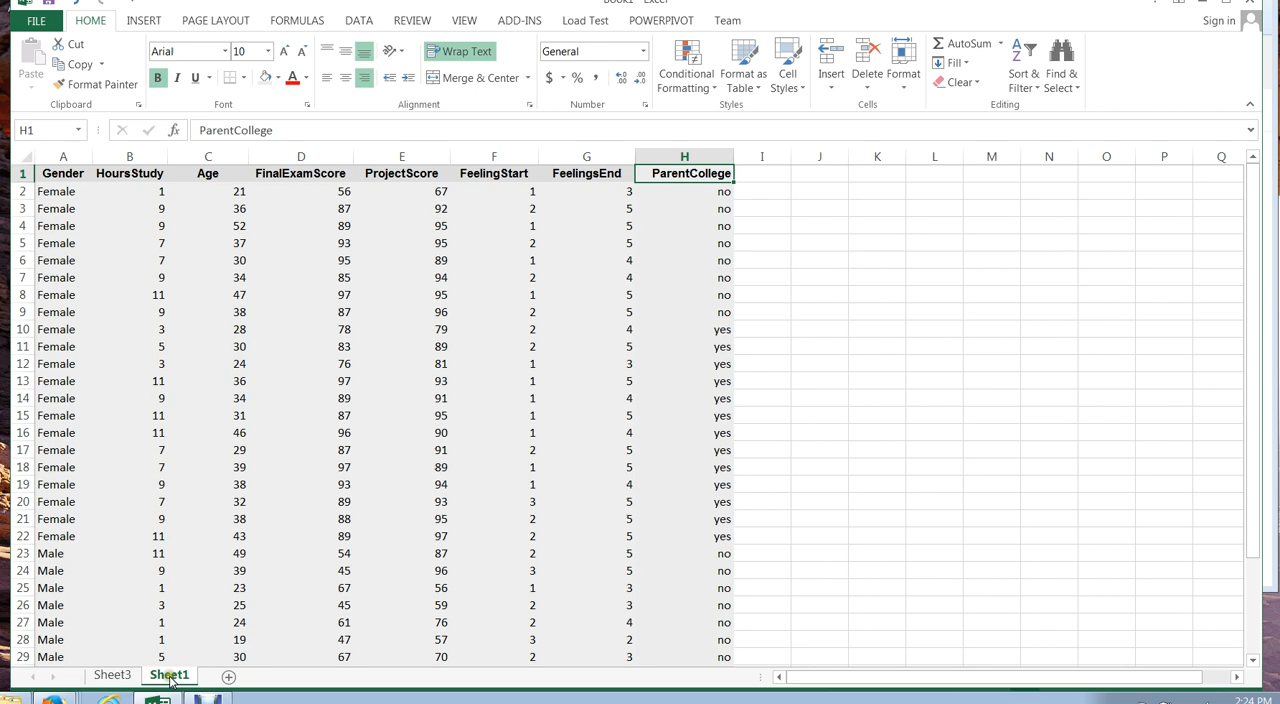 Book1 - Excel
FILE HOME INSERT PAGE LAYOUT FORMULAS DATA REVIEW VIEW ADD-INS Load Test POWERPIVOT Team Sign in
Paste Cut Copy Format Painter Clipboard
Arial 10 A A B I U A Font
Wrap Text Merge & Center Alignment
General $ % , Number
Conditional Formatting Format as Table Cell Styles Styles
Insert Delete Format Cells
AutoSum Fill Clear Sort & Filter Find & Select Editing
H1 fx ParentCollege
A B C D E F G H I J K L M N O P Q
1 Gender HoursStudy Age FinalExamScore ProjectScore FeelingStart FeelingsEnd ParentCollege
2 Female 1 21 56 67 1 3 no
3 Female 9 36 87 92 2 5 no
4 Female 9 52 89 95 1 5 no
5 Female 7 37 93 95 2 5 no
6 Female 7 30 95 89 1 4 no
7 Female 9 34 85 94 2 4 no
8 Female 11 47 97 95 1 5 no
9 Female 9 38 87 96 2 5 no
10 Female 3 28 78 79 2 4 yes
11 Female 5 30 83 89 2 5 yes
12 Female 3 24 76 81 1 3 yes
13 Female 11 36 97 93 1 5 yes
14 Female 9 34 89 91 1 4 yes
15 Female 11 31 87 95 1 5 yes
16 Female 11 46 96 90 1 4 yes
17 Female 7 29 87 91 2 5 yes
18 Female 7 39 97 89 1 5 yes
19 Female 9 38 93 94 1 4 yes
20 Female 7 32 89 93 3 5 yes
21 Female 9 38 88 95 2 5 yes
22 Female 11 43 89 97 2 5 yes
23 Male 11 49 54 87 2 5 no
24 Male 9 39 45 96 3 5 no
25 Male 1 23 67 56 1 3 no
26 Male 3 25 45 59 2 3 no
27 Male 1 24 61 76 2 4 no
28 Male 1 19 47 57 3 2 no
29 Male 5 30 67 70 2 3 no
Sheet3 Sheet1
2:24 PM